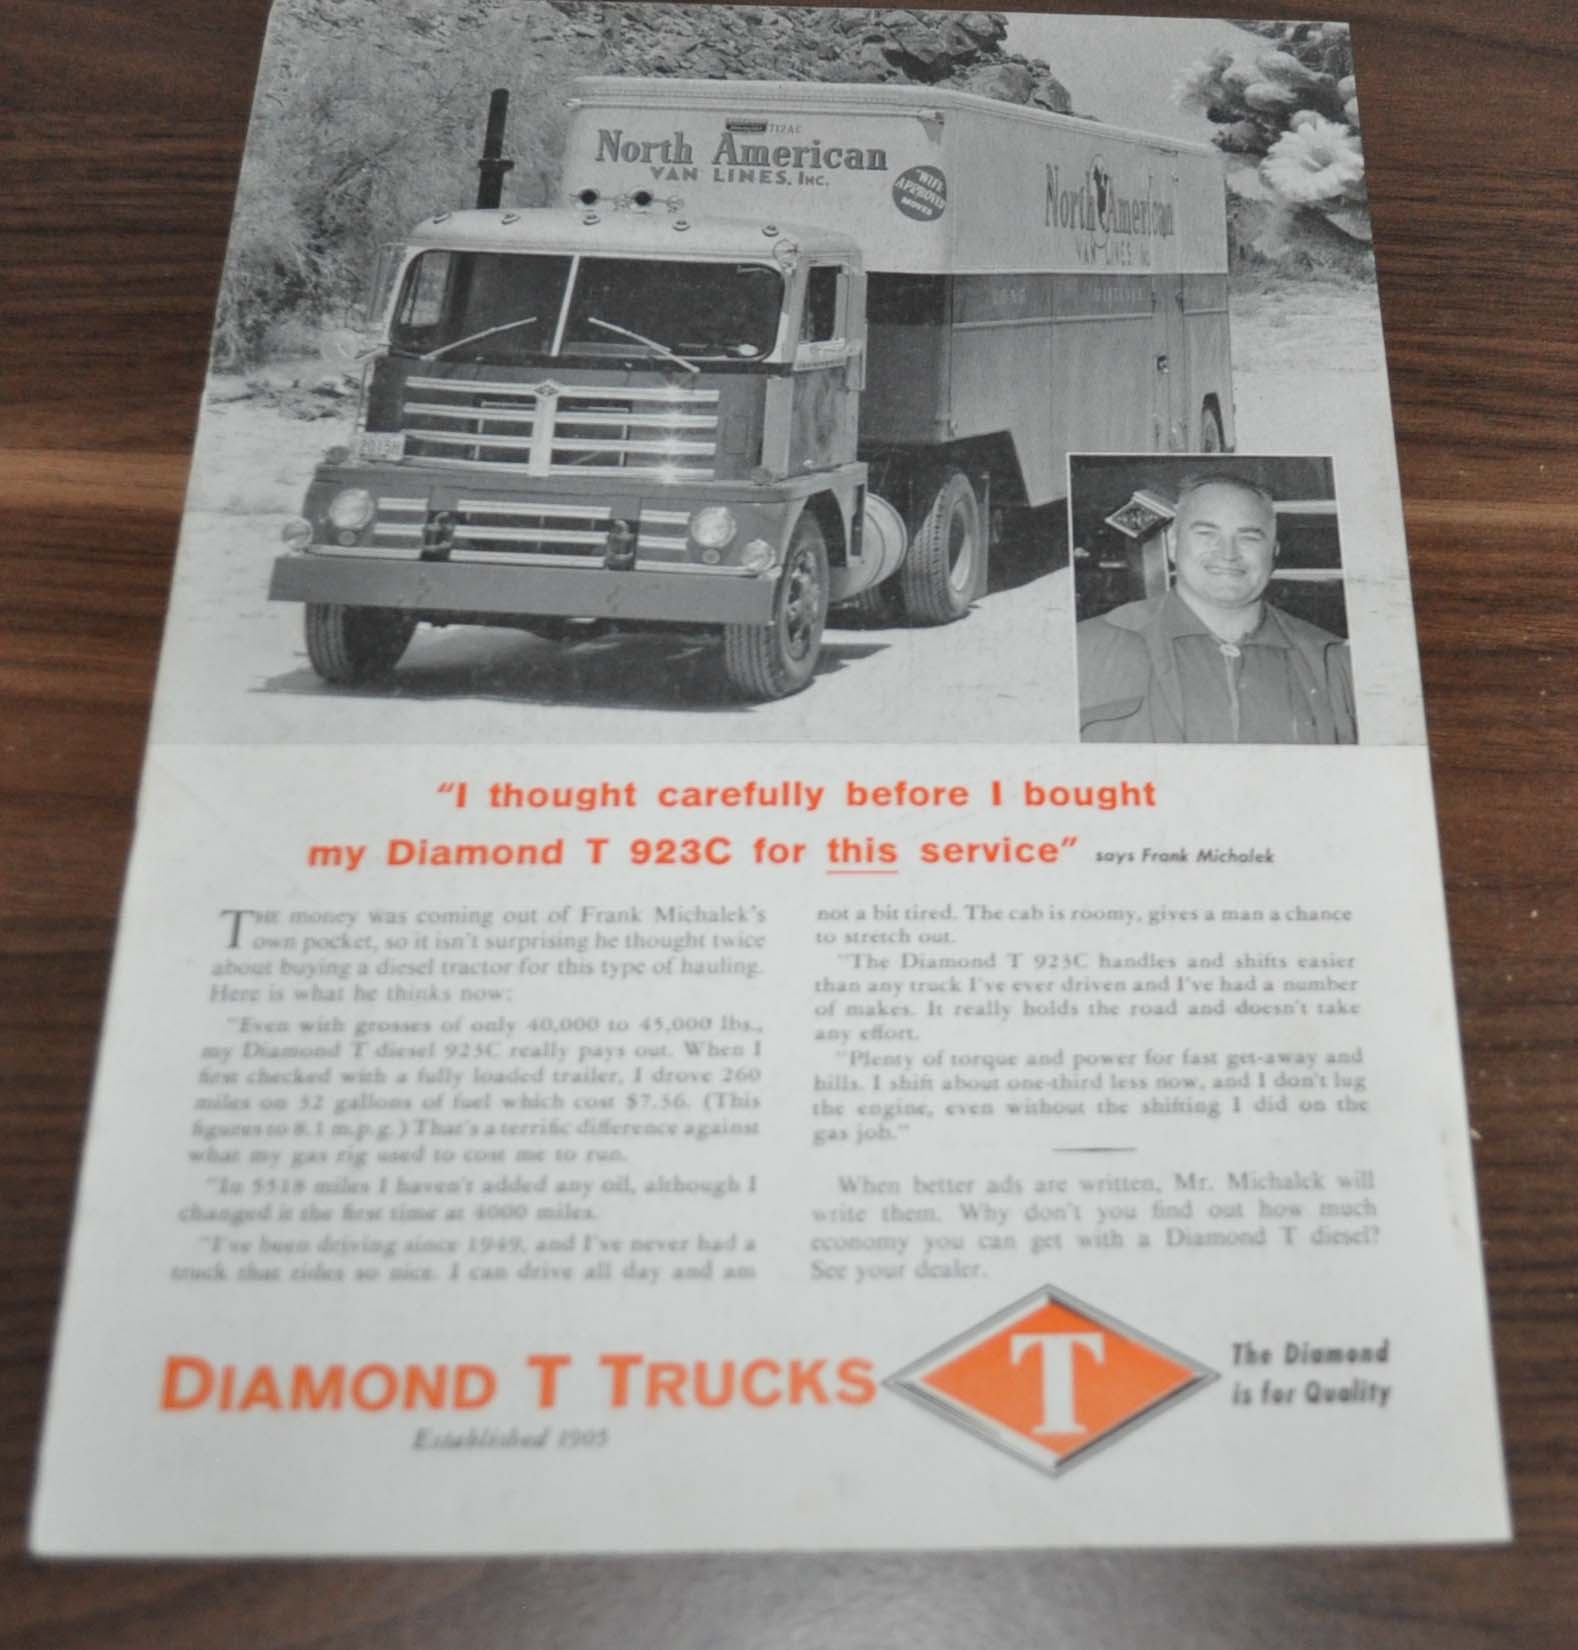 712AC
North American
VAN LINES, INC.
WIFE
APPROVED
MOVES
North American
VAN LINES INC
LONG DISTANCE
"I thought carefully before I bought
my Diamond T 923C for this service" says Frank Michalek
THE money was coming out of Frank Michalek's
own pocket, so it isn't surprising he thought twice
about buying a diesel tractor for this type of hauling.
Here is what he thinks now:
"Even with grosses of only 40,000 to 45,000 lbs.,
my Diamond T diesel 923C really pays out. When I
first checked with a fully loaded trailer, I drove 260
miles on 32 gallons of fuel which cost $7.36. (This
figures to 8.1 m.p.g.) That's a terrific difference against
what my gas rig used to cost me to run.
"In 5518 miles I haven't added any oil, although I
changed it the first time at 4000 miles.
"I've been driving since 1949, and I've never had a
truck that rides so nice. I can drive all day and am
not a bit tired. The cab is roomy, gives a man a chance
to stretch out.
"The Diamond T 923C handles and shifts easier
than any truck I've ever driven and I've had a number
of makes. It really holds the road and doesn't take
any effort.
"Plenty of torque and power for fast get-away and
hills. I shift about one-third less now, and I don't lug
the engine, even without the shifting I did on the
gas job."
When better ads are written, Mr. Michalek will
write them. Why don't you find out how much
economy you can get with a Diamond T diesel?
See your dealer.
DIAMOND T TRUCKS
Established 1905
T
The Diamond
is for Quality